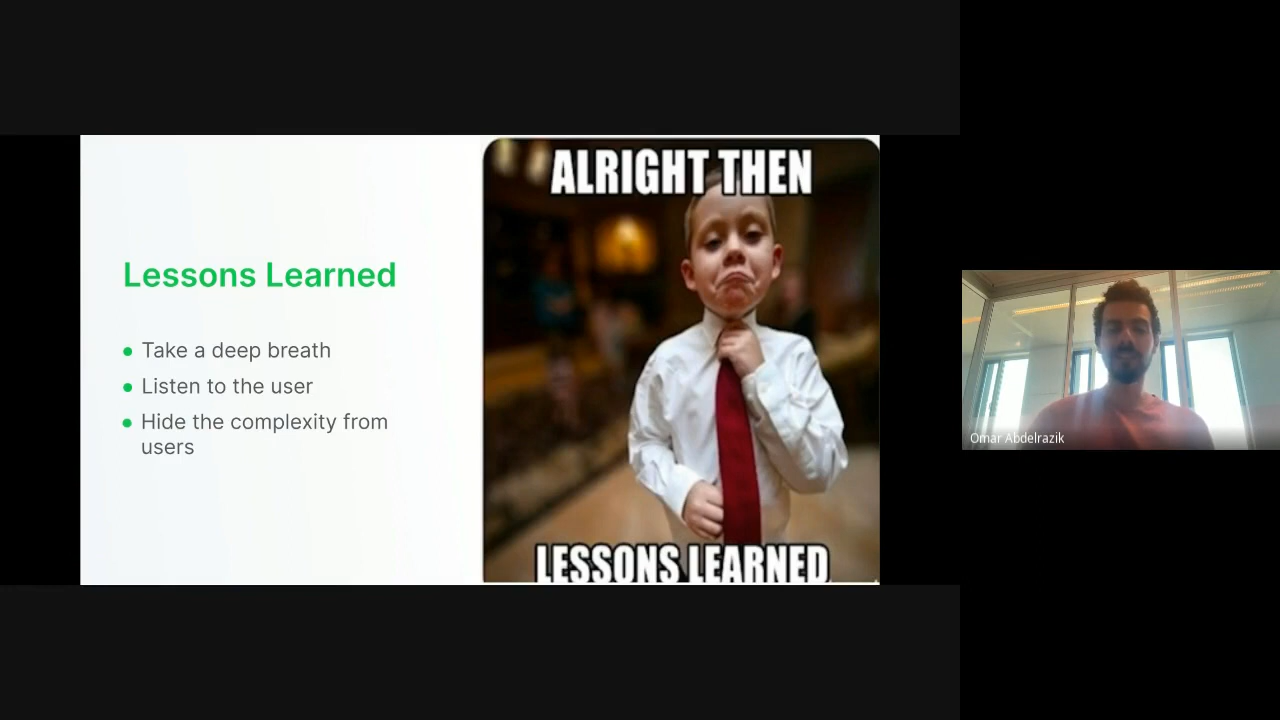 Lessons Learned
Take a deep breath
Listen to the user
Hide the complexity from
users
ALRIGHT THEN
LESSONS LEARNED
Omar Abdelrazik